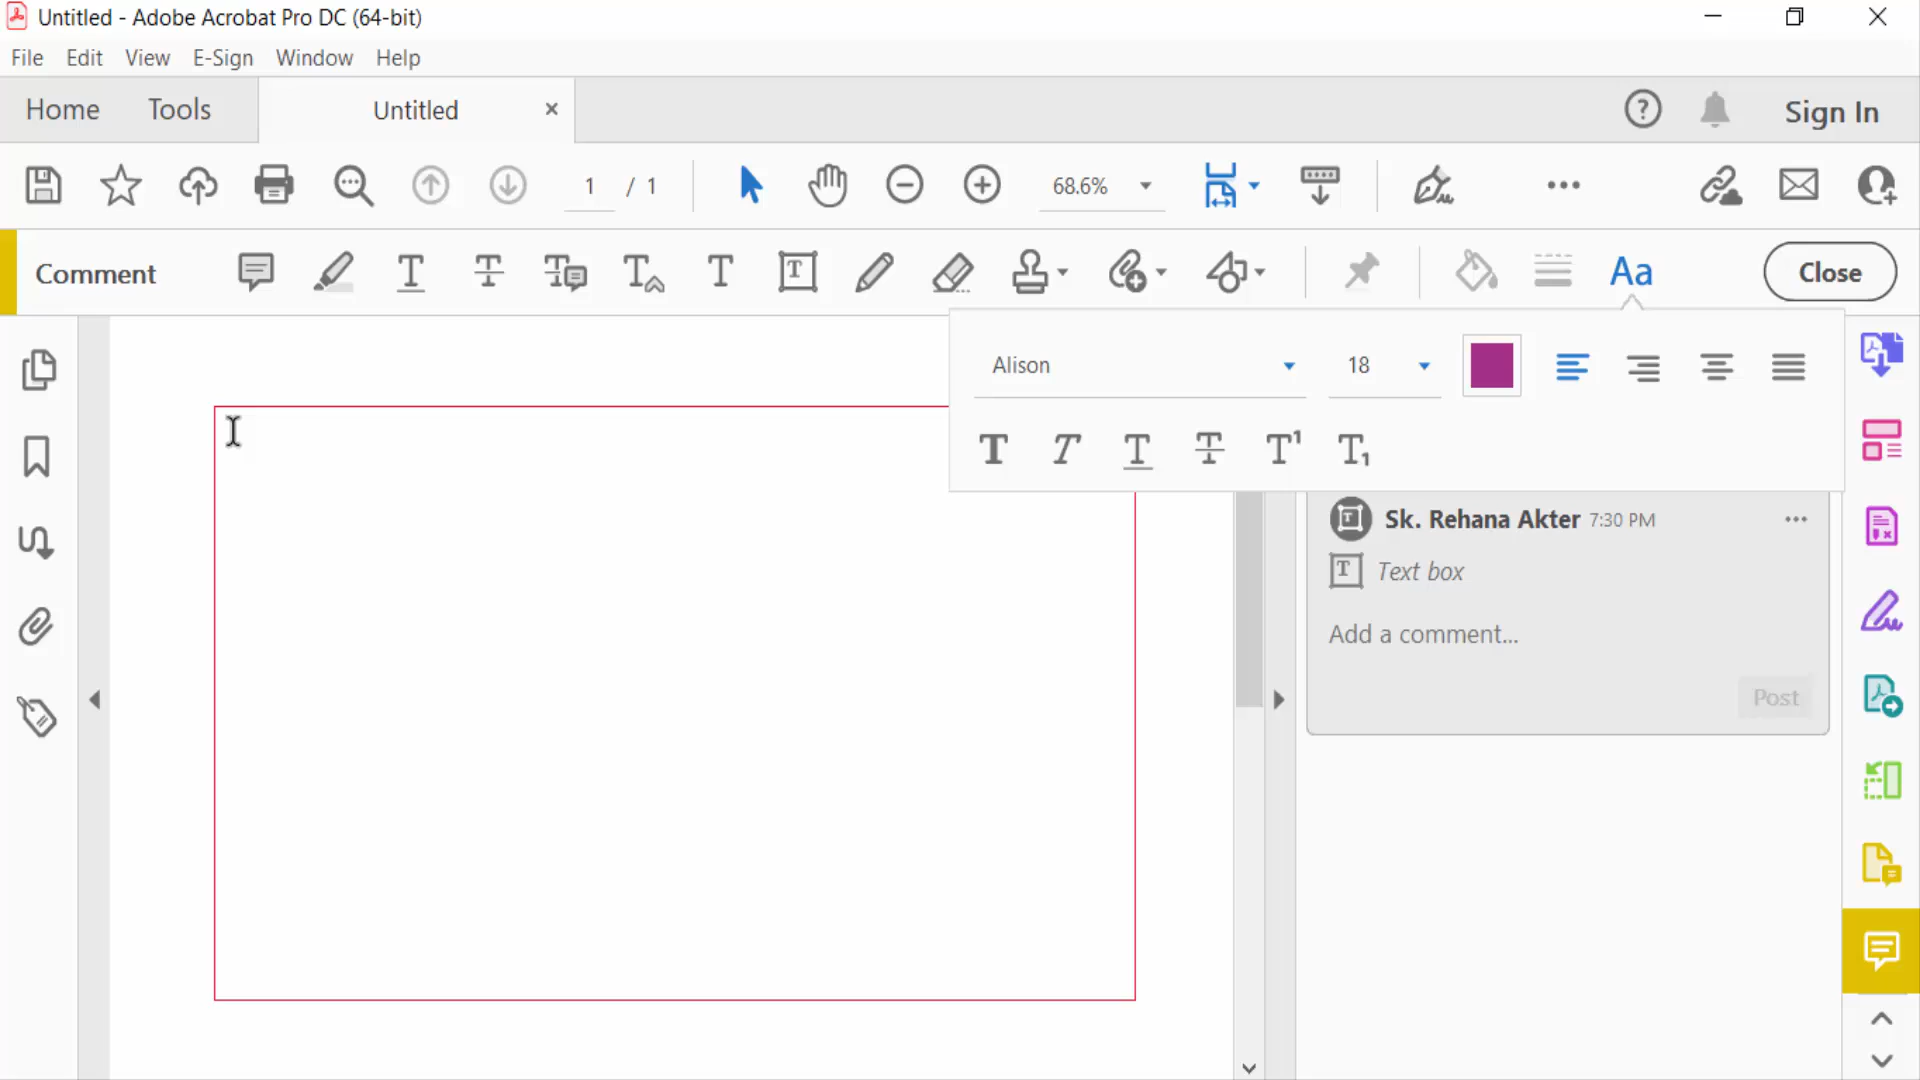 Untitled - Adobe Acrobat Pro DC (64-bit)
File Edit View E-Sign Window Help
Home Tools Untitled × Sign In
1 / 1 68.6%
Comment Aa Close
Alison 18
Sk. Rehana Akter 7:30 PM
Text box
Add a comment...
Post